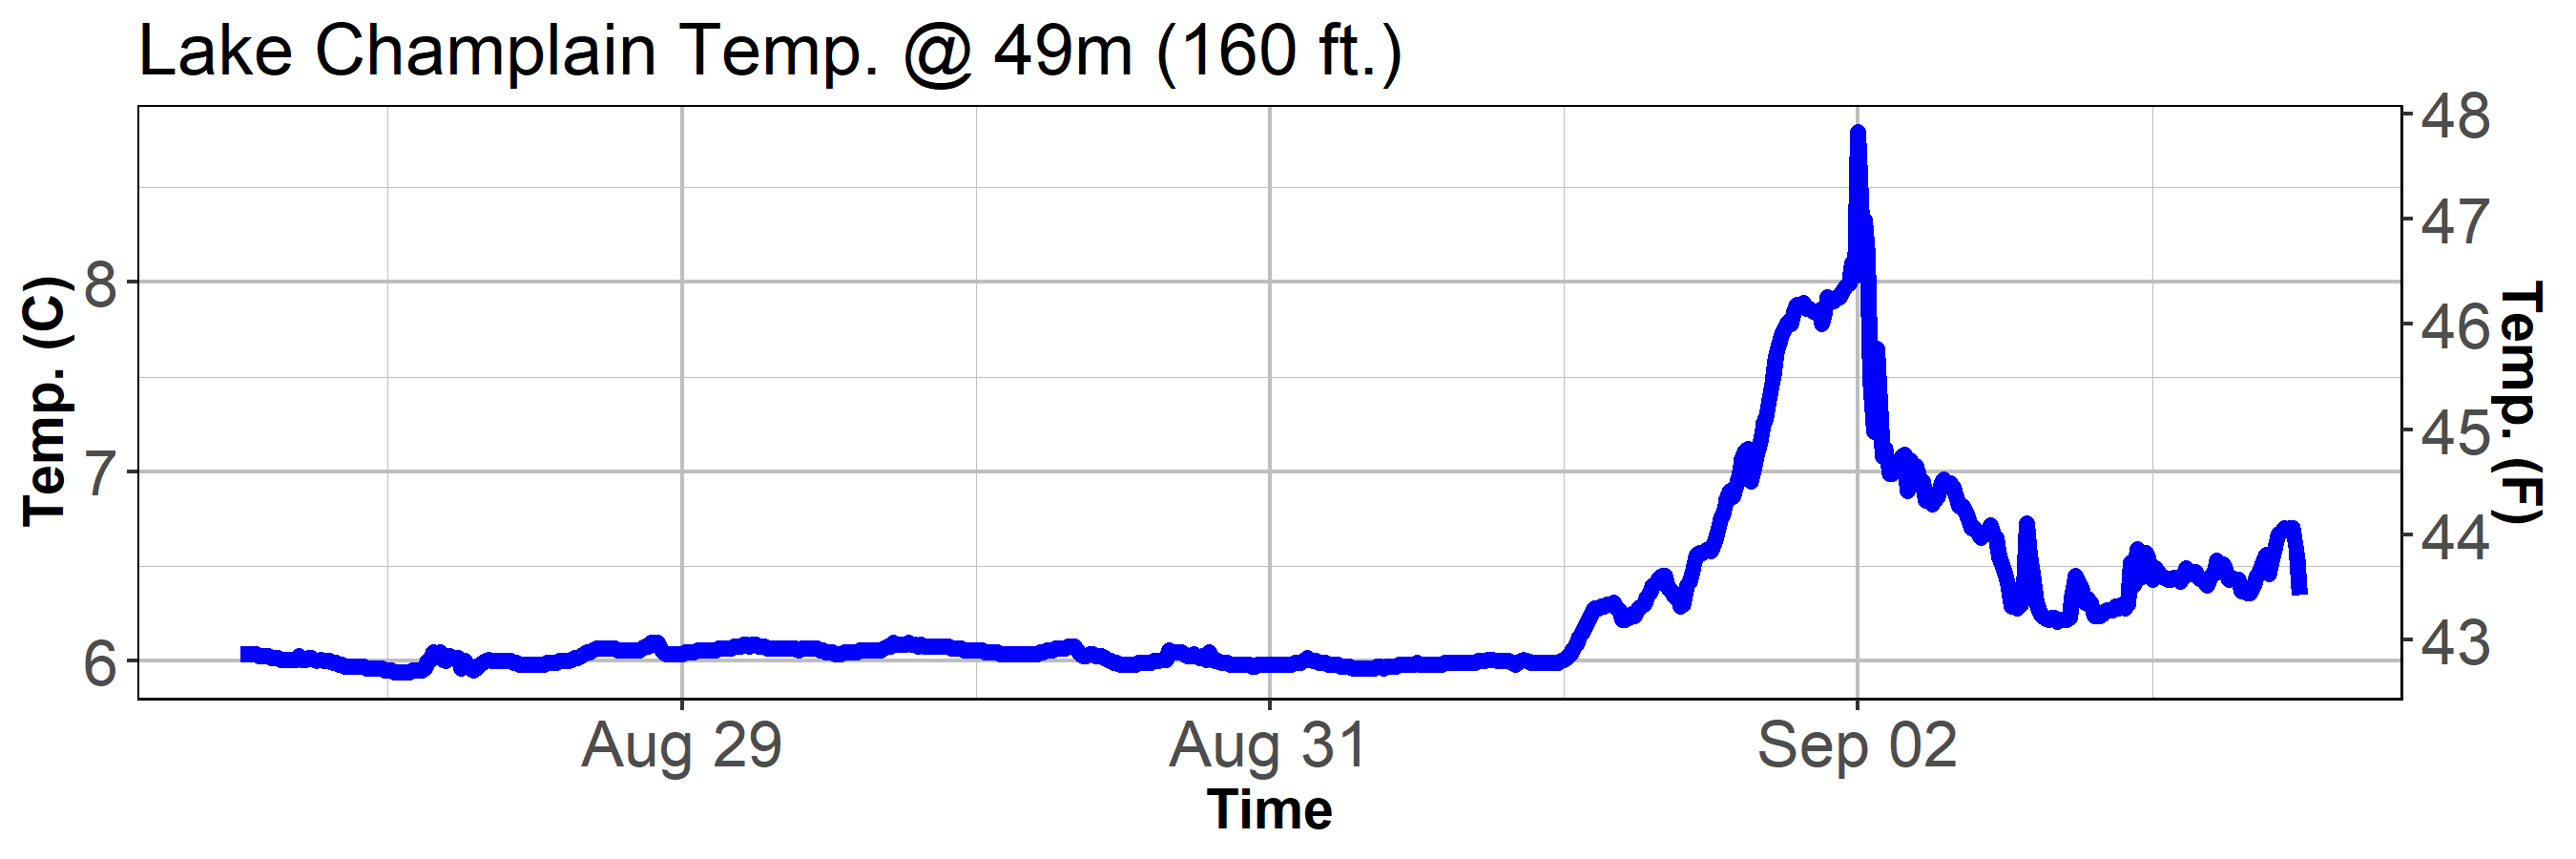 Lake Champlain Temp. @ 49m (160 ft.)
Temp. (C)
8
7
6
48
47
46
45
44
43
Temp. (F)
Aug 29
Aug 31
Sep 02
Time